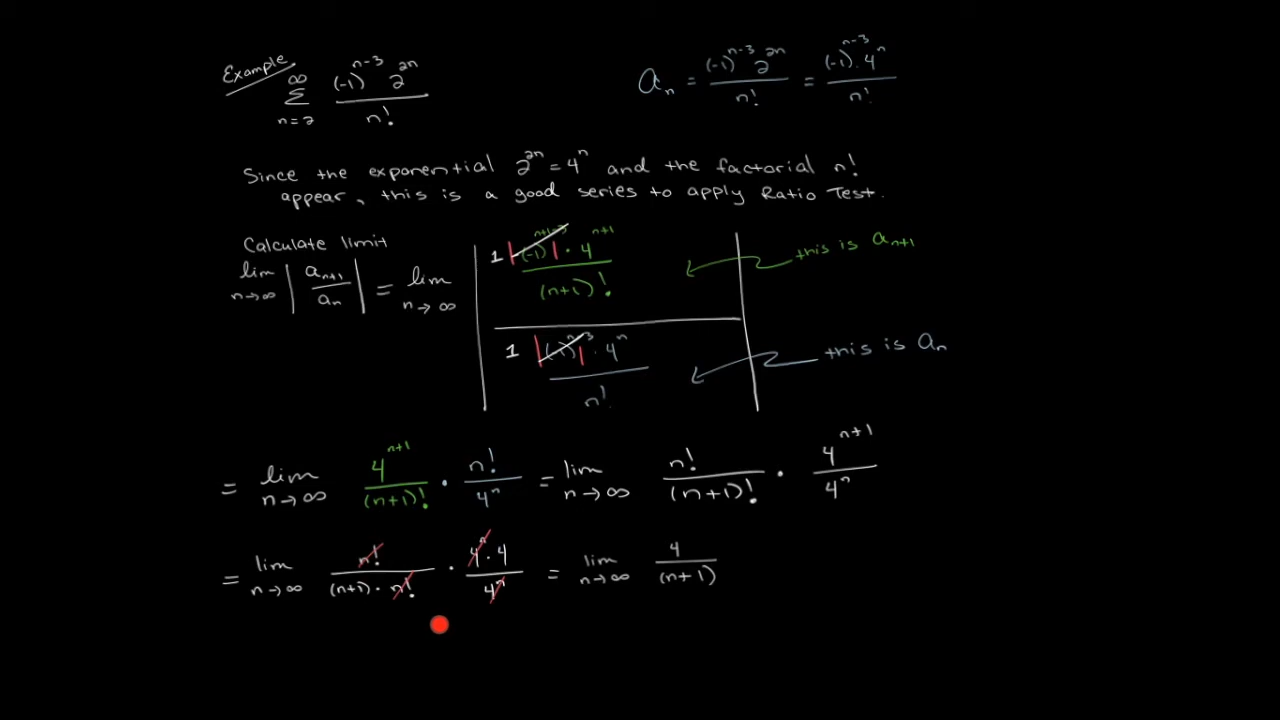 Example
∞ Σ n=2 (-1)^{n-3} 2^{2n} / n!
a_n = (-1)^{n-3} 2^{2n} / n! = (-1)^{n-3} · 4^n / n!
Since the exponential 2^{2n} = 4^n and the factorial n!
appear, this is a good series to apply Ratio Test.
Calculate limit
lim n→∞ | a_{n+1} / a_n | = lim n→∞
1 |(-1)^{n+1-3}| · 4^{n+1} / (n+1)!
this is a_{n+1}
1 |(-1)^{n-3}| · 4^n / n!
this is a_n
= lim n→∞ 4^{n+1} / (n+1)! · n! / 4^n = lim n→∞ n! / (n+1)! · 4^{n+1} / 4^n
= lim n→∞ n! / (n+1) · n! · 4^n · 4 / 4^n = lim n→∞ 4 / (n+1)